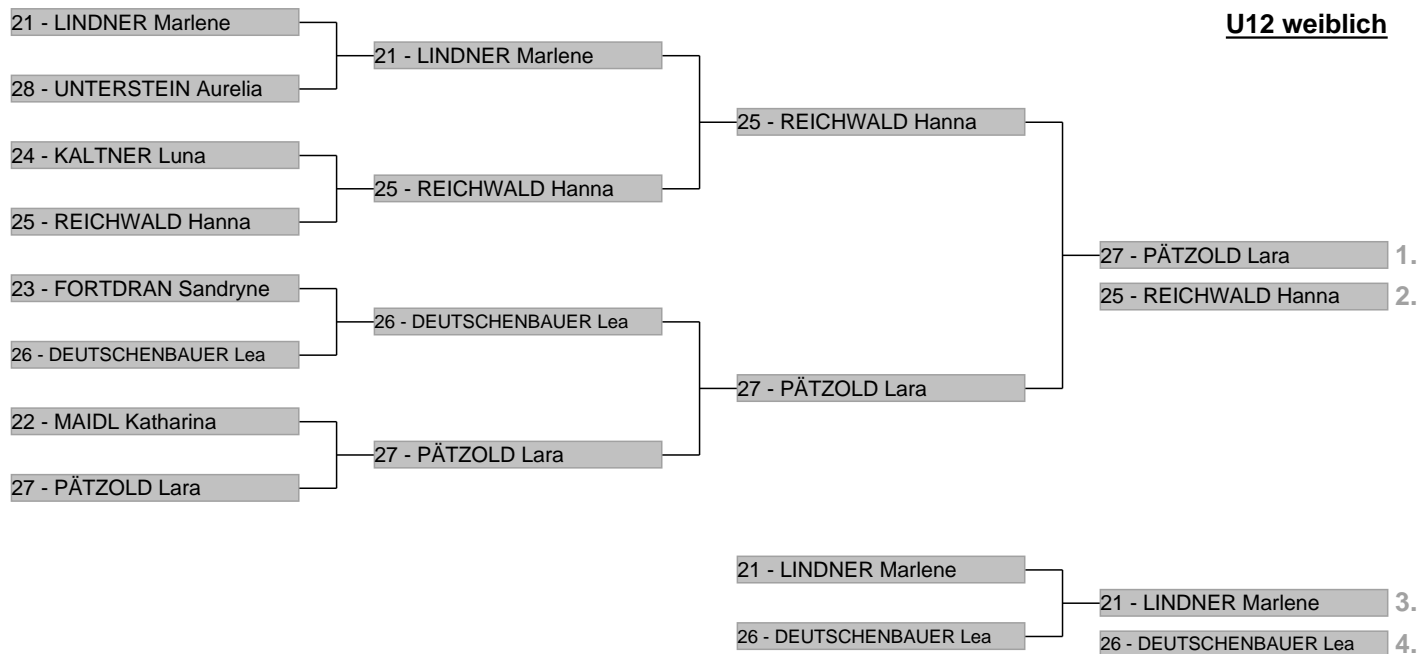 U12 weiblich
21 - LINDNER Marlene
28 - UNTERSTEIN Aurelia
24 - KALTNER Luna
25 - REICHWALD Hanna
23 - FORTDRAN Sandryne
26 - DEUTSCHENBAUER Lea
22 - MAIDL Katharina
27 - PÄTZOLD Lara
21 - LINDNER Marlene
25 - REICHWALD Hanna
26 - DEUTSCHENBAUER Lea
27 - PÄTZOLD Lara
25 - REICHWALD Hanna
27 - PÄTZOLD Lara
27 - PÄTZOLD Lara 1.
25 - REICHWALD Hanna 2.
21 - LINDNER Marlene
26 - DEUTSCHENBAUER Lea
21 - LINDNER Marlene 3.
26 - DEUTSCHENBAUER Lea 4.